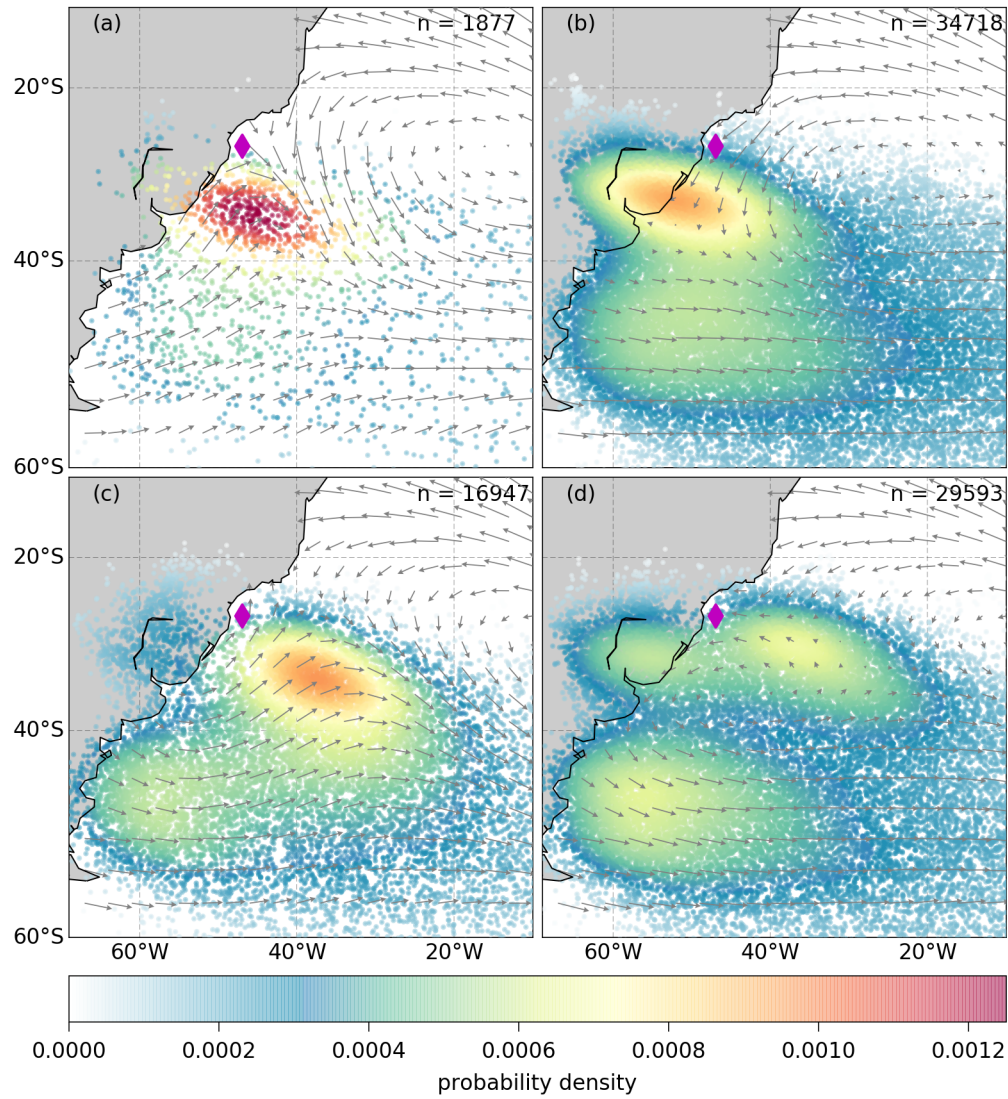 (a) n = 1877 (b) n = 34718
20°S
40°S
60°S
(c) n = 16947 (d) n = 29593
20°S
40°S
60°S
60°W 40°W 20°W 60°W 40°W 20°W
0.0000 0.0002 0.0004 0.0006 0.0008 0.0010 0.0012
probability density